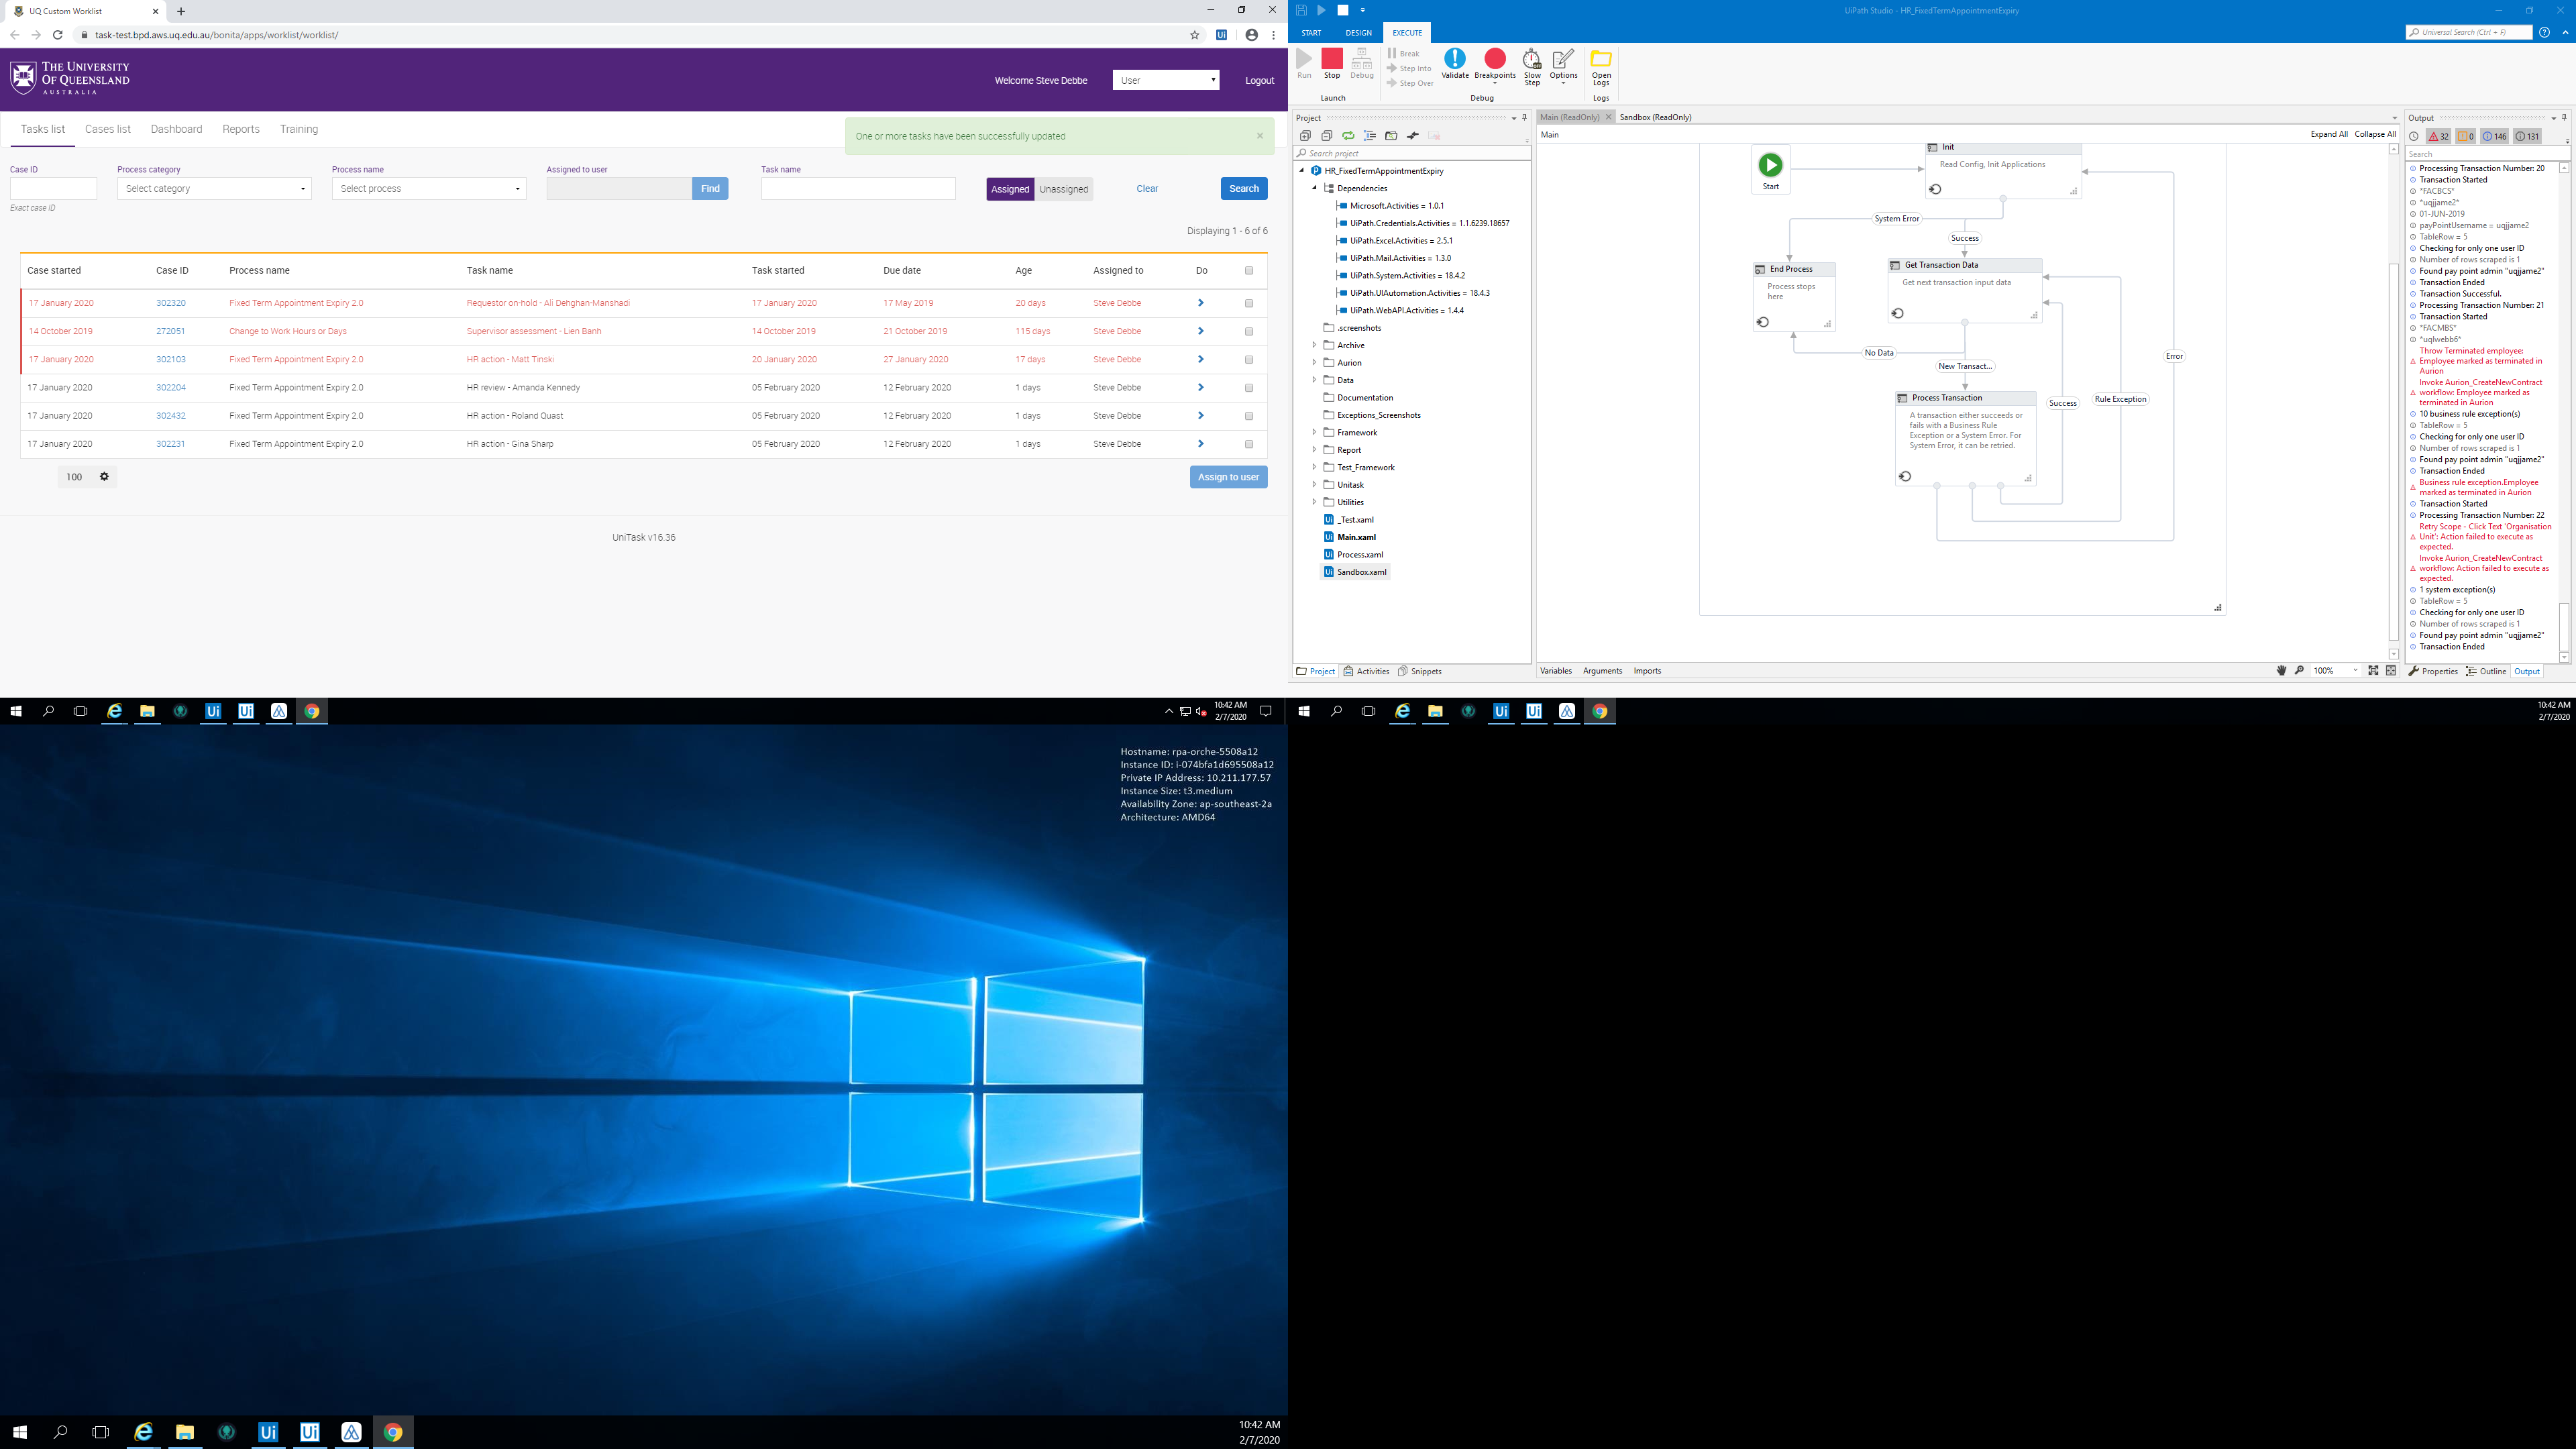 UQ Custom Worklist
task-test.bpd.aws.uq.edu.au/bonita/apps/worklist/worklist/
THE UNIVERSITY
OF QUEENSLAND
AUSTRALIA
Welcome Steve Debbe
User
Logout
Tasks list Cases list Dashboard Reports Training
One or more tasks have been successfully updated
Case ID Process category Process name Assigned to user Task name
Select category Select process Find Assigned Unassigned Clear Search
Exact case ID
Displaying 1 - 6 of 6
Case started Case ID Process name Task name Task started Due date Age Assigned to Do
17 January 2020 302320 Fixed Term Appointment Expiry 2.0 Requestor on-hold - Ali Dehghan-Manshadi 17 January 2020 17 May 2019 20 days Steve Debbe
14 October 2019 272051 Change to Work Hours or Days Supervisor assessment - Lien Banh 14 October 2019 21 October 2019 115 days Steve Debbe
17 January 2020 302103 Fixed Term Appointment Expiry 2.0 HR action - Matt Tinski 20 January 2020 27 January 2020 17 days Steve Debbe
17 January 2020 302204 Fixed Term Appointment Expiry 2.0 HR review - Amanda Kennedy 05 February 2020 12 February 2020 1 days Steve Debbe
17 January 2020 302432 Fixed Term Appointment Expiry 2.0 HR action - Roland Quast 05 February 2020 12 February 2020 1 days Steve Debbe
17 January 2020 302231 Fixed Term Appointment Expiry 2.0 HR action - Gina Sharp 05 February 2020 12 February 2020 1 days Steve Debbe
100
Assign to user
UniTask v16.36
10:42 AM
2/7/2020
UiPath Studio - HR_FixedTermAppointmentExpiry
START DESIGN EXECUTE
Universal Search (Ctrl + F)
Run Stop Debug
Launch
Break
Step Into
Step Over
Validate Breakpoints Slow Step Options
Debug
Open Logs
Logs
Project
Search project
HR_FixedTermAppointmentExpiry
Dependencies
Microsoft.Activities = 1.0.1
UiPath.Credentials.Activities = 1.1.6239.18657
UiPath.Excel.Activities = 2.5.1
UiPath.Mail.Activities = 1.3.0
UiPath.System.Activities = 18.4.2
UiPath.UIAutomation.Activities = 18.4.3
UiPath.WebAPI.Activities = 1.4.4
.screenshots
Archive
Aurion
Data
Documentation
Exceptions_Screenshots
Framework
Report
Test_Framework
Unitask
Utilities
_Test.xaml
Main.xaml
Process.xaml
Sandbox.xaml
Project Activities Snippets
Main (ReadOnly) Sandbox (ReadOnly)
Main
Expand All Collapse All
Start
Init
Read Config, Init Applications
System Error
Success
End Process
Process stops
here
Get Transaction Data
Get next transaction input data
No Data
New Transact...
Error
Process Transaction
A transaction either succeeds or
fails with a Business Rule
Exception or a System Error. For
System Error, it can be retried.
Success
Rule Exception
Variables Arguments Imports
100%
Output
32 0 146 131
Search
Processing Transaction Number: 20
Transaction Started
*FACBCS*
*uqjjame2*
01-JUN-2019
payPointUsername = uqjjame2
TableRow = 5
Checking for only one user ID
Number of rows scraped is 1
Found pay point admin "uqjjame2"
Transaction Ended
Transaction Successful.
Processing Transaction Number: 21
Transaction Started
*FACMBS*
*uqlwebb6*
Throw Terminated employee:
Employee marked as terminated in
Aurion
Invoke Aurion_CreateNewContract
workflow: Employee marked as
terminated in Aurion
10 business rule exception(s)
TableRow = 5
Checking for only one user ID
Number of rows scraped is 1
Found pay point admin "uqjjame2"
Transaction Ended
Business rule exception.Employee
marked as terminated in Aurion
Transaction Started
Processing Transaction Number: 22
Retry Scope - Click Text 'Organisation
Unit': Action failed to execute as
expected.
Invoke Aurion_CreateNewContract
workflow: Action failed to execute as
expected.
1 system exception(s)
TableRow = 5
Checking for only one user ID
Number of rows scraped is 1
Found pay point admin "uqjjame2"
Transaction Ended
Properties Outline Output
10:42 AM
2/7/2020
Hostname: rpa-orche-5508a12
Instance ID: i-074bfa1d695508a12
Private IP Address: 10.211.177.57
Instance Size: t3.medium
Availability Zone: ap-southeast-2a
Architecture: AMD64
10:42 AM
2/7/2020